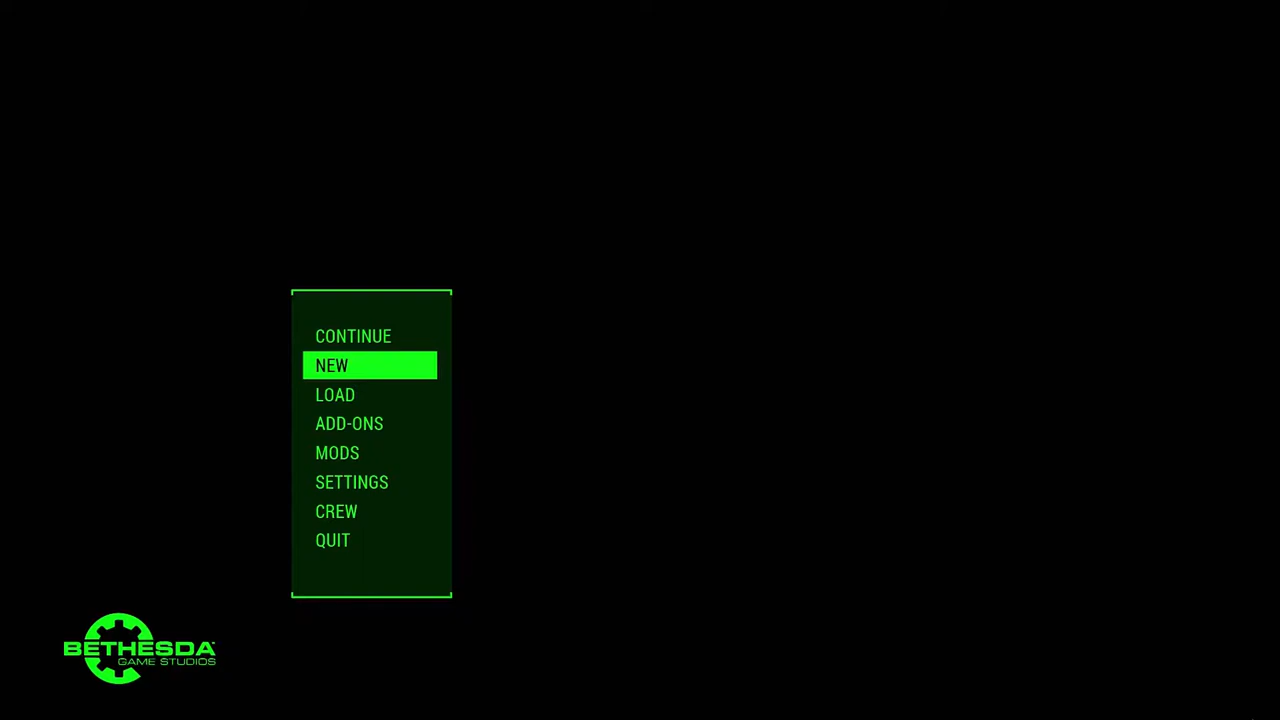 CONTINUE
NEW
LOAD
ADD-ONS
MODS
SETTINGS
CREW
QUIT
BETHESDA
GAME STUDIOS